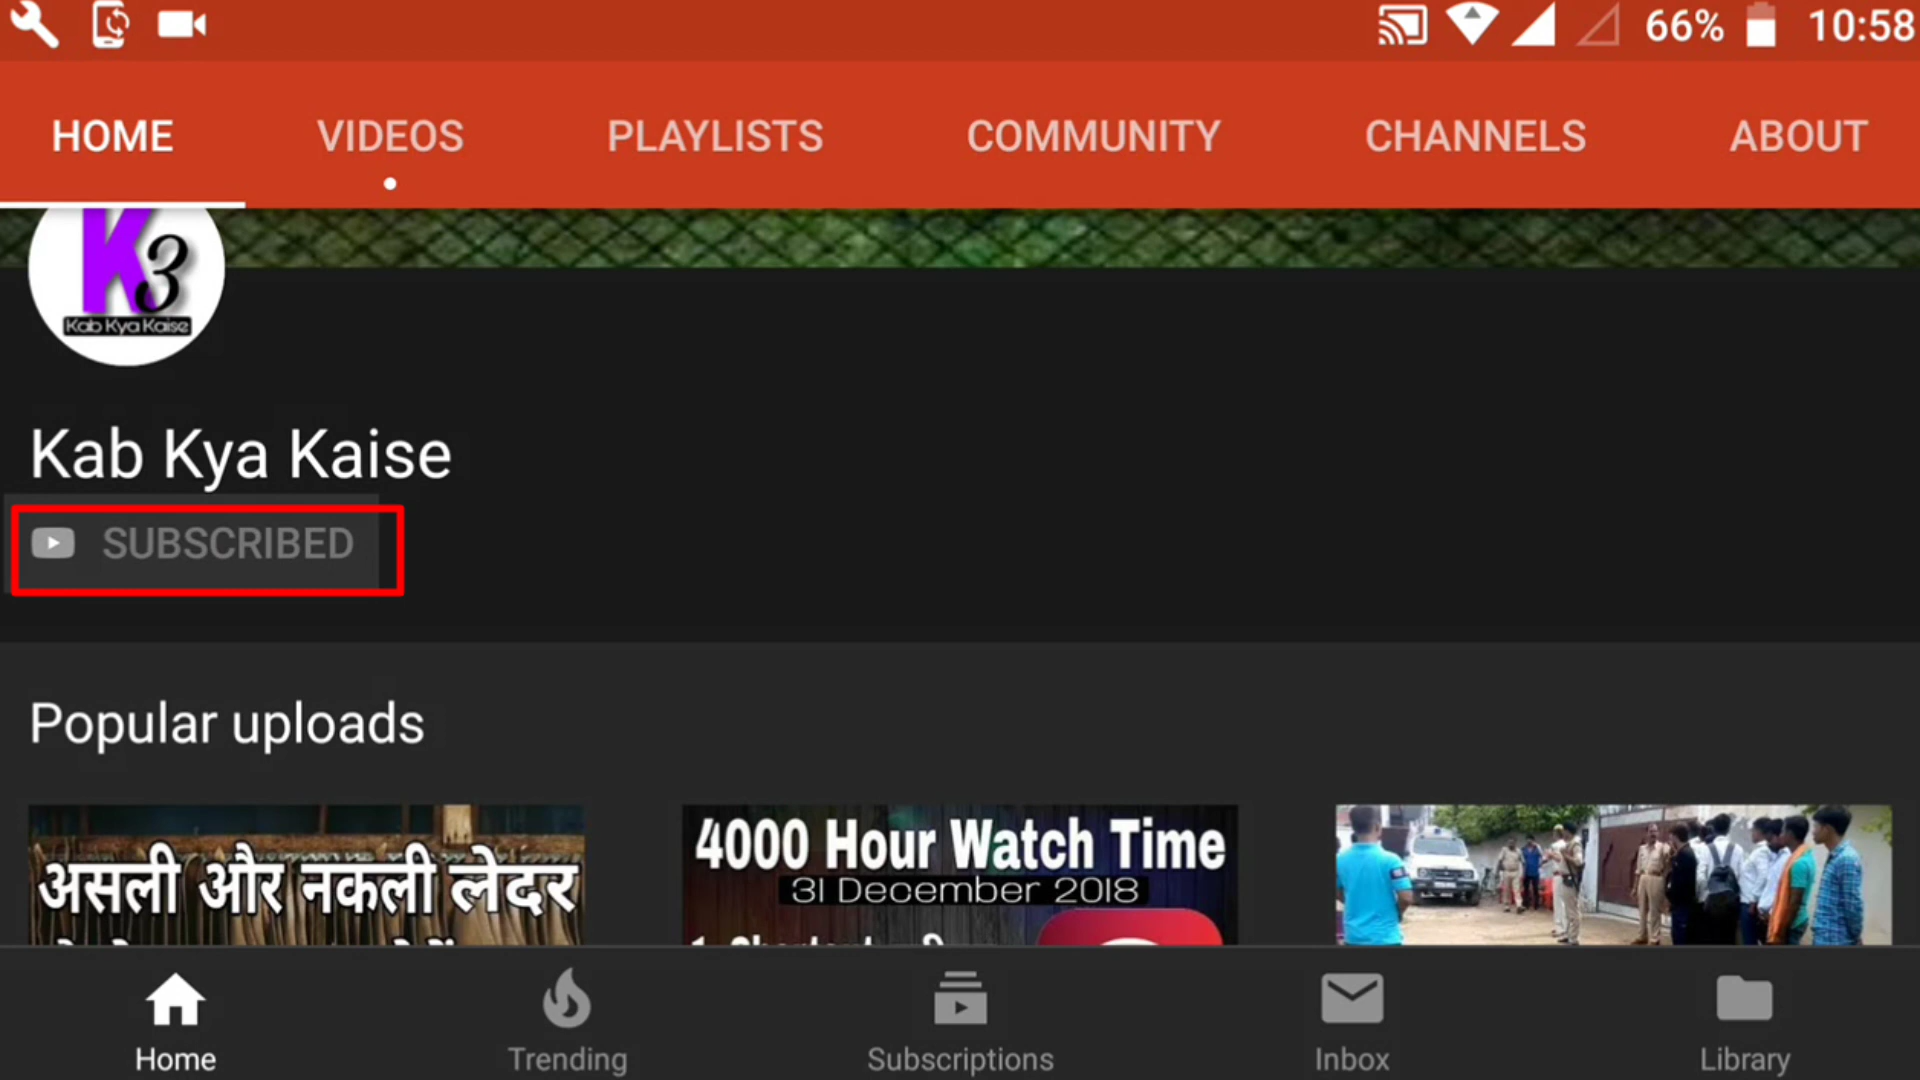 66% 10:58
HOME VIDEOS PLAYLISTS COMMUNITY CHANNELS ABOUT
K3
Kab Kya Kaise
Kab Kya Kaise
SUBSCRIBED
Popular uploads
असली और नकली लेदर
4000 Hour Watch Time
31 December 2018
Home Trending Subscriptions Inbox Library